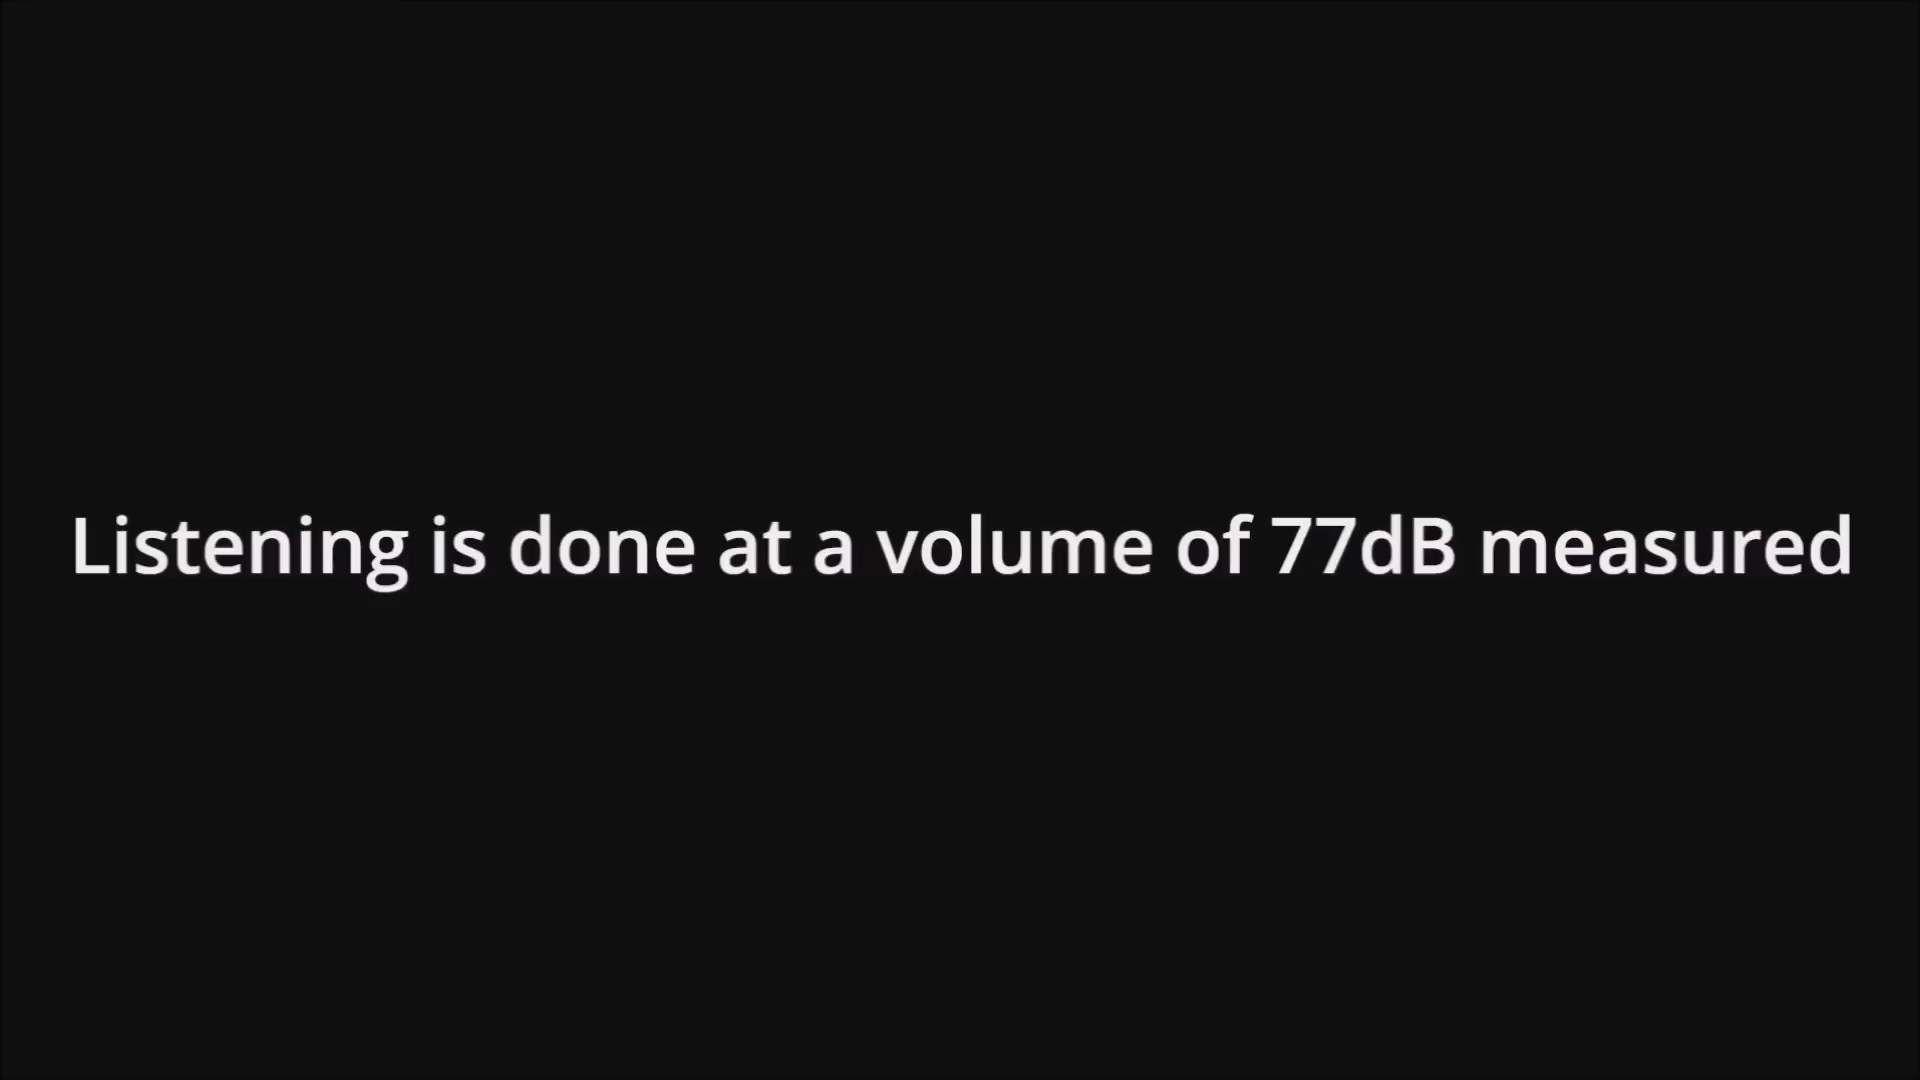 Listening is done at a volume of 77dB measured